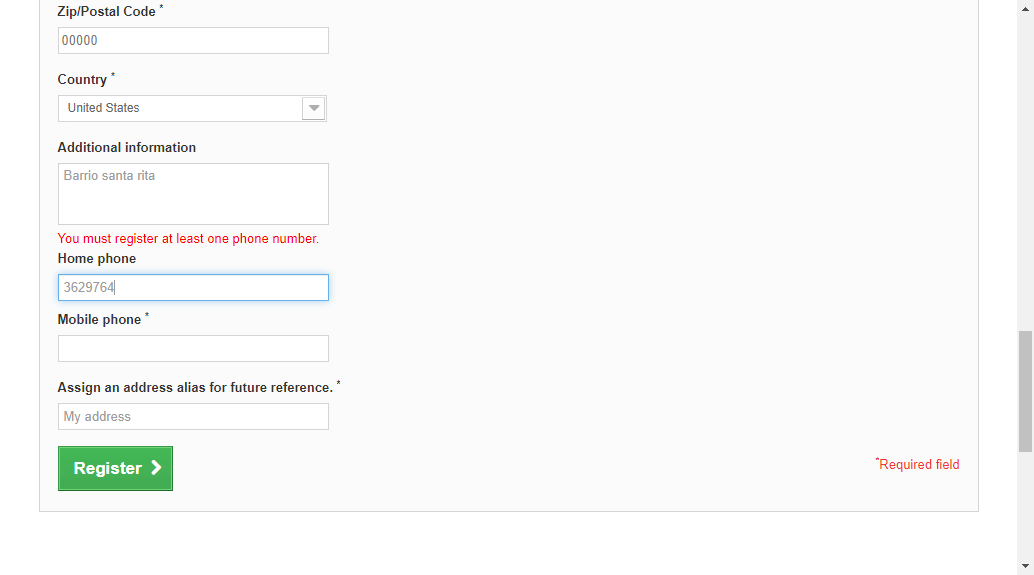 Zip/Postal Code *
00000
Country *
United States
Additional information
Barrio santa rita
You must register at least one phone number.
Home phone
3629764
Mobile phone *
Assign an address alias for future reference. *
My address
Register
*Required field